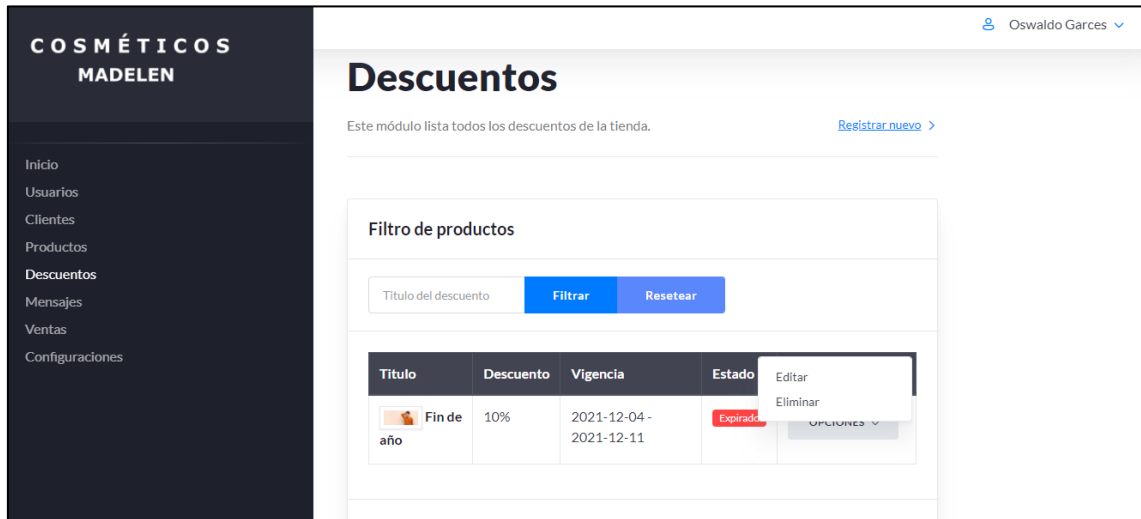 COSMÉTICOS
MADELEN
Oswaldo Garces
Descuentos
Este módulo lista todos los descuentos de la tienda.
Registrar nuevo
Inicio
Usuarios
Clientes
Productos
Descuentos
Mensajes
Ventas
Configuraciones
Filtro de productos
Titulo del descuento
Filtrar
Resetear
Titulo
Descuento
Vigencia
Estado
Editar
Eliminar
Fin de
año
10%
2021-12-04 -
2021-12-11
Expirado
OPCIONES